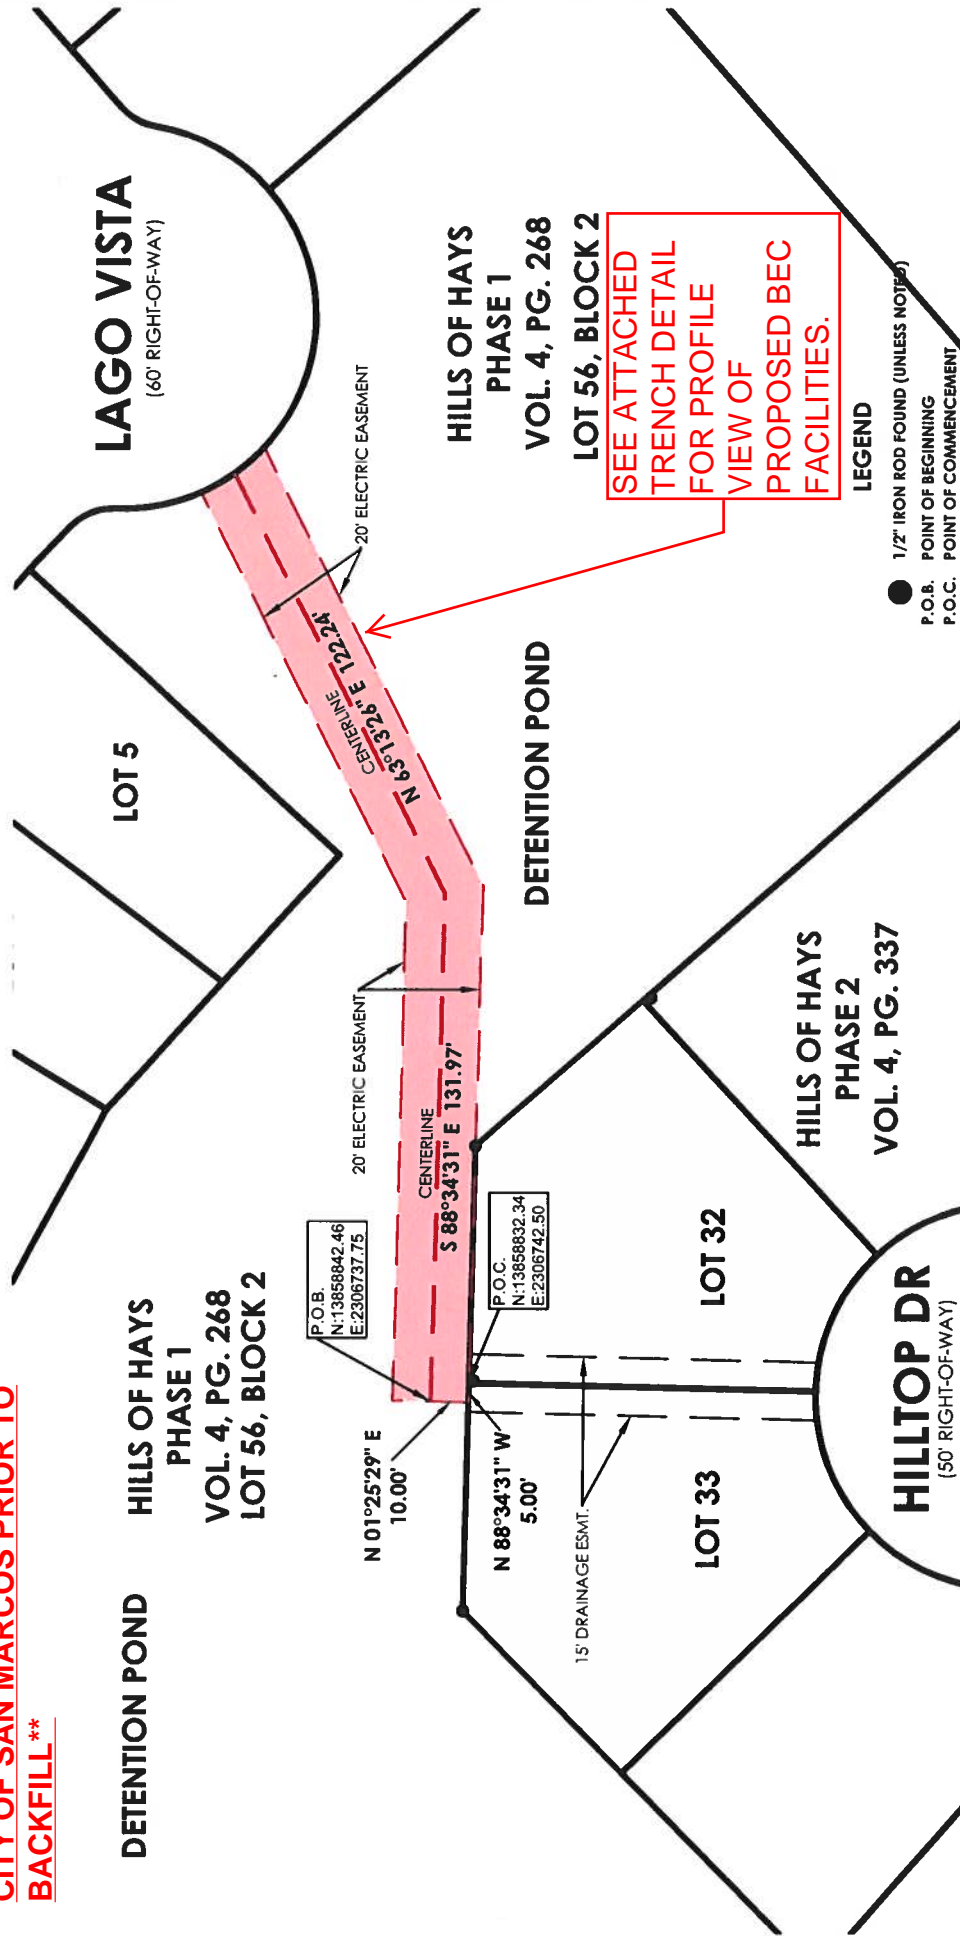 CITY OF SAN MARCOS PRIOR TO
BACKFILL**
DETENTION POND
HILLS OF HAYS
PHASE 1
VOL. 4, PG. 268
LOT 56, BLOCK 2
LOT 5
LAGO VISTA
(60' RIGHT-OF-WAY)
P.O.B.
N:13858842.46
E:2306737.75
20' ELECTRIC EASEMENT
20' ELECTRIC EASEMENT
N 01°25'29" E
10.00'
CENTERLINE
S 88°34'31" E 131.97'
CENTERLINE
N 63°13'26" E 122.24'
P.O.C.
N:13858832.34
E:2306742.50
N 88°34'31" W
5.00'
DETENTION POND
HILLS OF HAYS
PHASE 1
VOL. 4, PG. 268
LOT 56, BLOCK 2
SEE ATTACHED
TRENCH DETAIL
FOR PROFILE
VIEW OF
PROPOSED BEC
FACILITIES.
15' DRAINAGE ESMT.
LOT 33
LOT 32
HILLS OF HAYS
PHASE 2
VOL. 4, PG. 337
HILLTOP DR
(50' RIGHT-OF-WAY)
LEGEND
1/2" IRON ROD FOUND (UNLESS NOTED)
P.O.B. POINT OF BEGINNING
P.O.C. POINT OF COMMENCEMENT